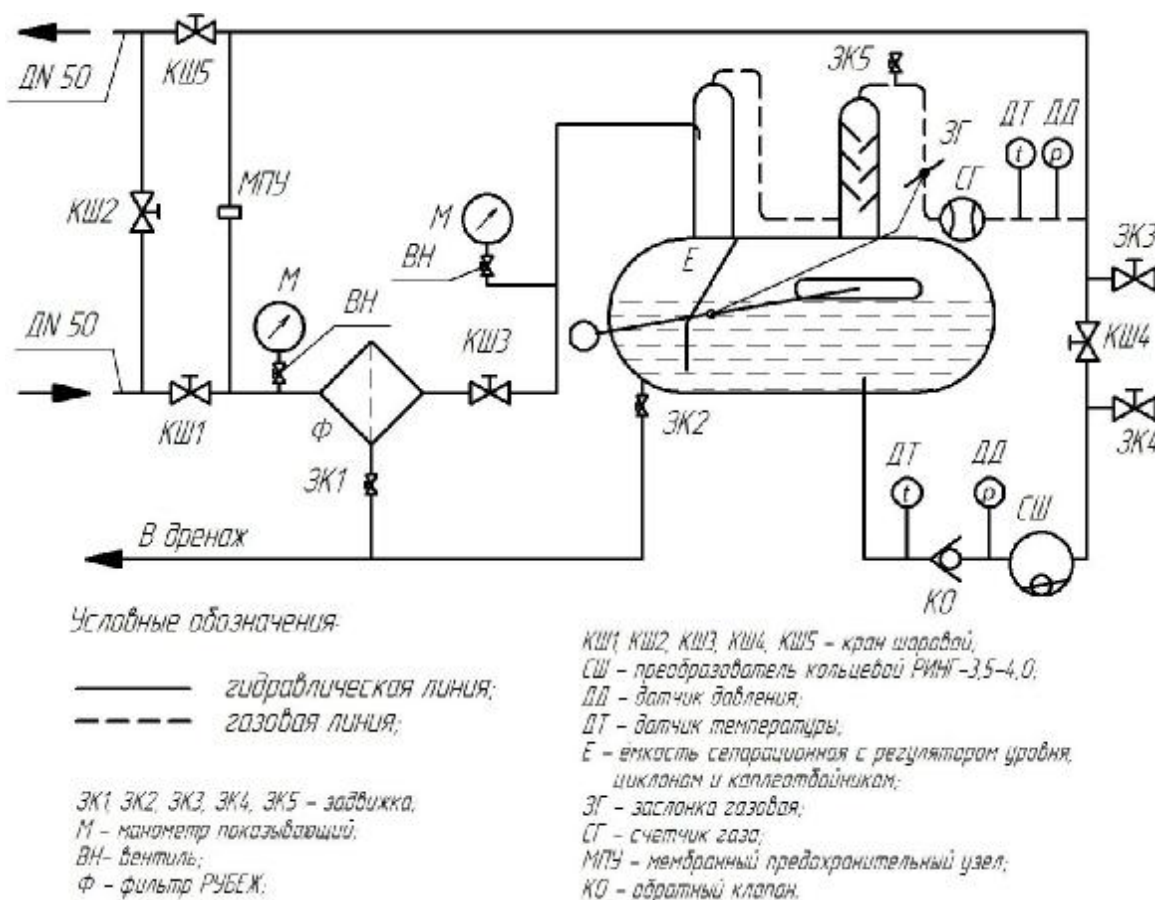 ЗК5
DN 50
КШ5
ДТ ДД
t p
ЗГ
СГ
МПУ
КШ2
М
ВН
ЗК3
Е
М
ВН
DN 50
КШ3
КШ4
КШ1
Ф
ЗК2
ЗК4
ЗК1
ДТ ДД
t p
СШ
В дренаж
КО
Условные обозначения:
гидравлическая линия;
газовая линия;
ЗК1, ЗК2, ЗК3, ЗК4, ЗК5 – задвижка;
М – манометр показывающий;
ВН- вентиль;
Ф – фильтр РУБЕЖ;
КШ1, КШ2, КШ3, КШ4, КШ5 – кран шаровой;
СШ – преобразователь кольцевой РИНГ-3,5-4,0;
ДД – датчик давления;
ДТ – датчик температуры;
Е – ёмкость сепарационная с регулятором уровня,
циклоном и каплеотбойником;
ЗГ – заслонка газовая;
СГ – счетчик газа;
МПУ – мембранный предохранительный узел;
КО – обратный клапан.